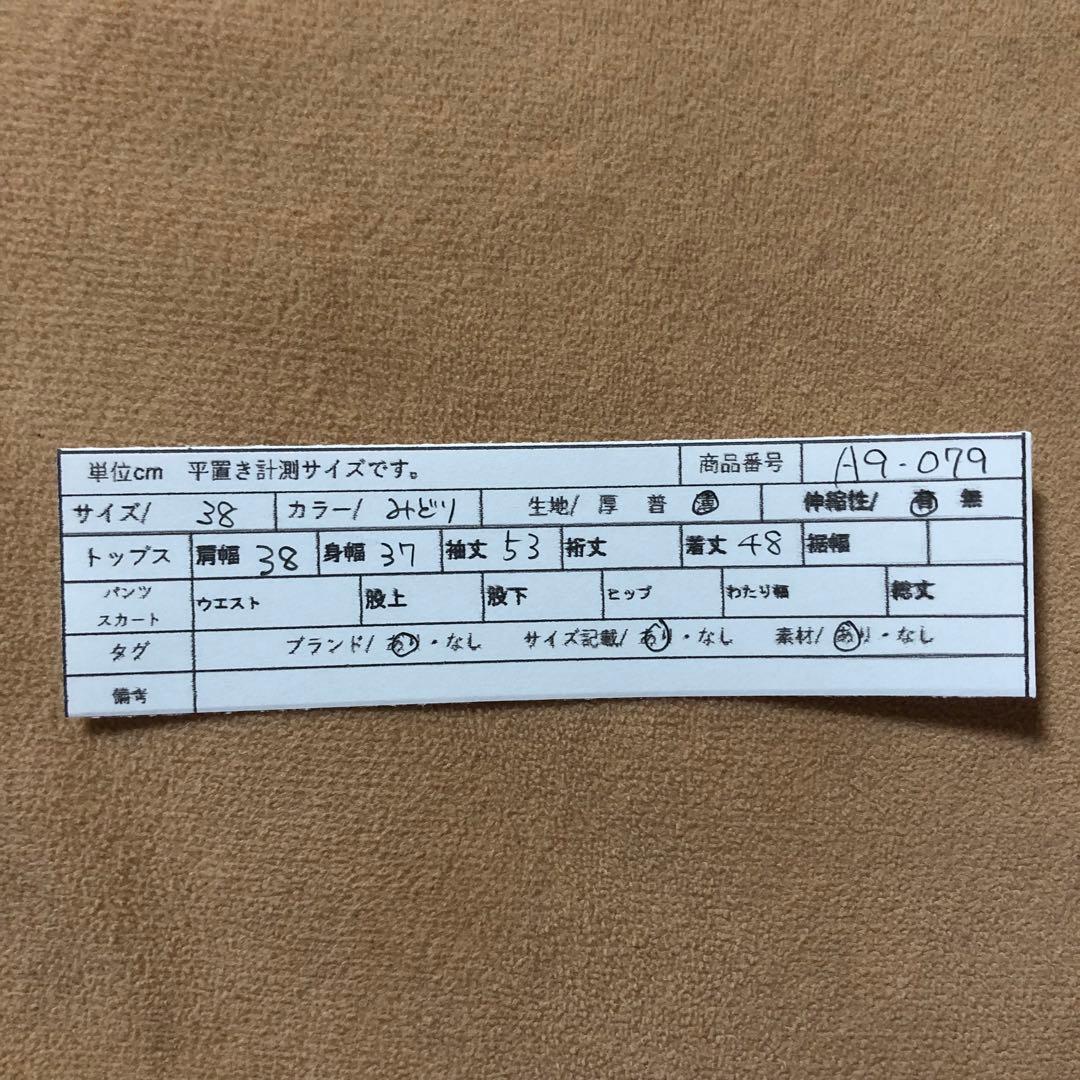 単位cm 平置き計測サイズです。 商品番号 A9-079
サイズ/ 38 カラー/ みどり 生地/ 厚 普 薄 伸縮性/ 有 無
トップス 肩幅 38 身幅 37 袖丈 53 裄丈 着丈 48 裾幅
パンツ
スカート ウエスト 股上 股下 ヒップ わたり幅 総丈
タグ ブランド/ あり・なし サイズ記載/ あり・なし 素材/ あり・なし
備考